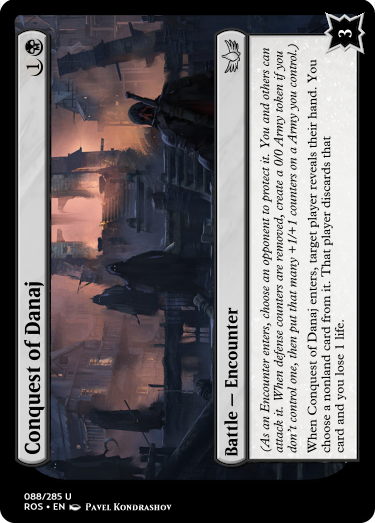 Conquest of Danaj
1
Battle — Encounter
(As an Encounter enters, choose an opponent to protect it. You and others can
attack it. When defense counters are removed, create a 0/0 Army token if you
don't control one, then put that many +1/+1 counters on a Army you control.)
When Conquest of Danaj enters, target player reveals their hand. You
choose a nonland card from it. That player discards that
card and you lose 1 life.
3
088/285 U
ROS • EN PAVEL KONDRASHOV